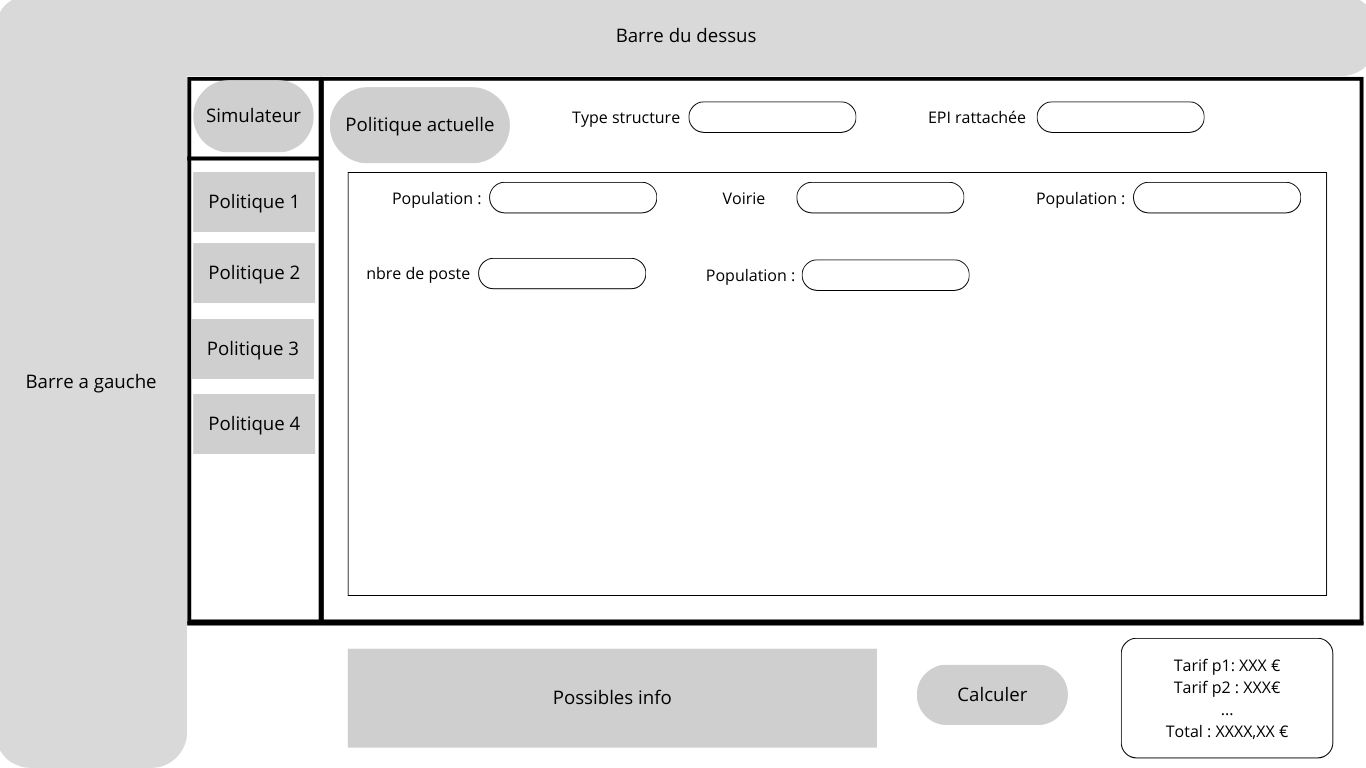 Barre du dessus
Simulateur
Politique actuelle
Type structure
EPI rattachée
Politique 1
Population :
Voirie
Population :
Politique 2
nbre de poste
Population :
Politique 3
Barre a gauche
Politique 4
Possibles info
Calculer
Tarif p1: XXX €
Tarif p2 : XXX€
...
Total : XXXX,XX €